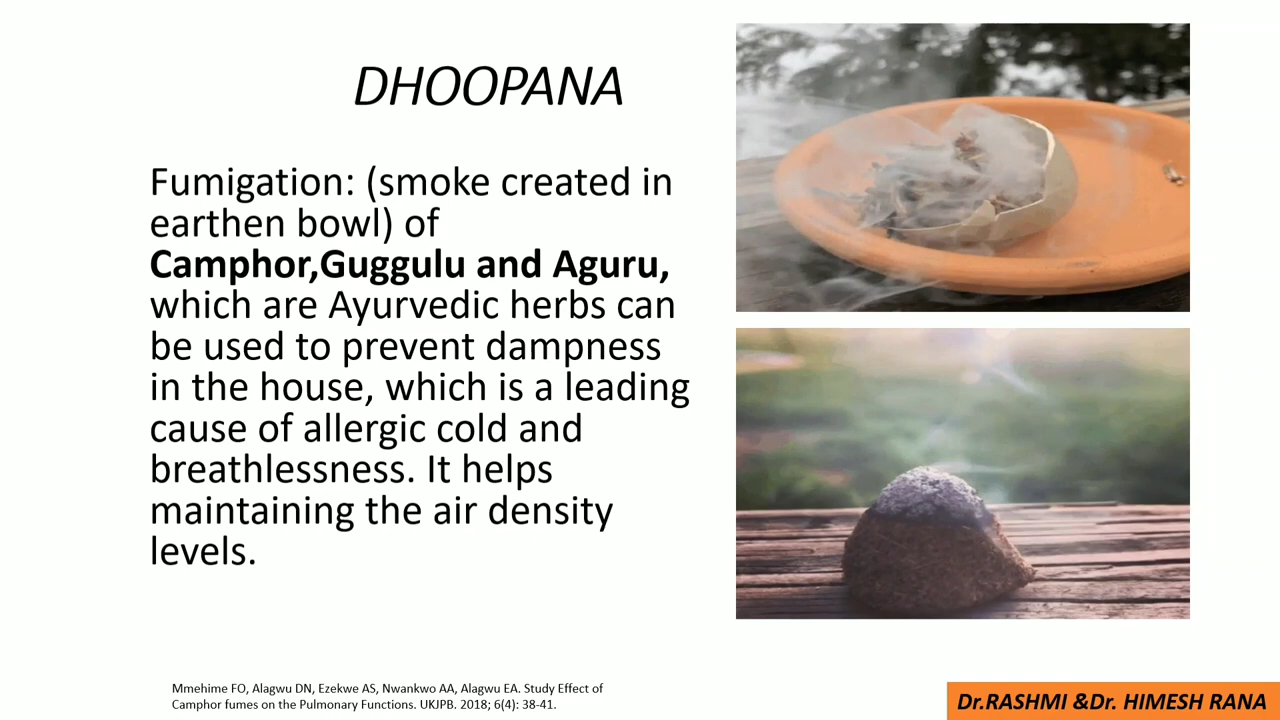 DHOOPANA
Fumigation: (smoke created in
earthen bowl) of
Camphor,Guggulu and Aguru,
which are Ayurvedic herbs can
be used to prevent dampness
in the house, which is a leading
cause of allergic cold and
breathlessness. It helps
maintaining the air density
levels.
Mmehime FO, Alagwu DN, Ezekwe AS, Nwankwo AA, Alagwu EA. Study Effect of
Camphor fumes on the Pulmonary Functions. UKJPB. 2018; 6(4): 38-41.
Dr.RASHMI &Dr. HIMESH RANA